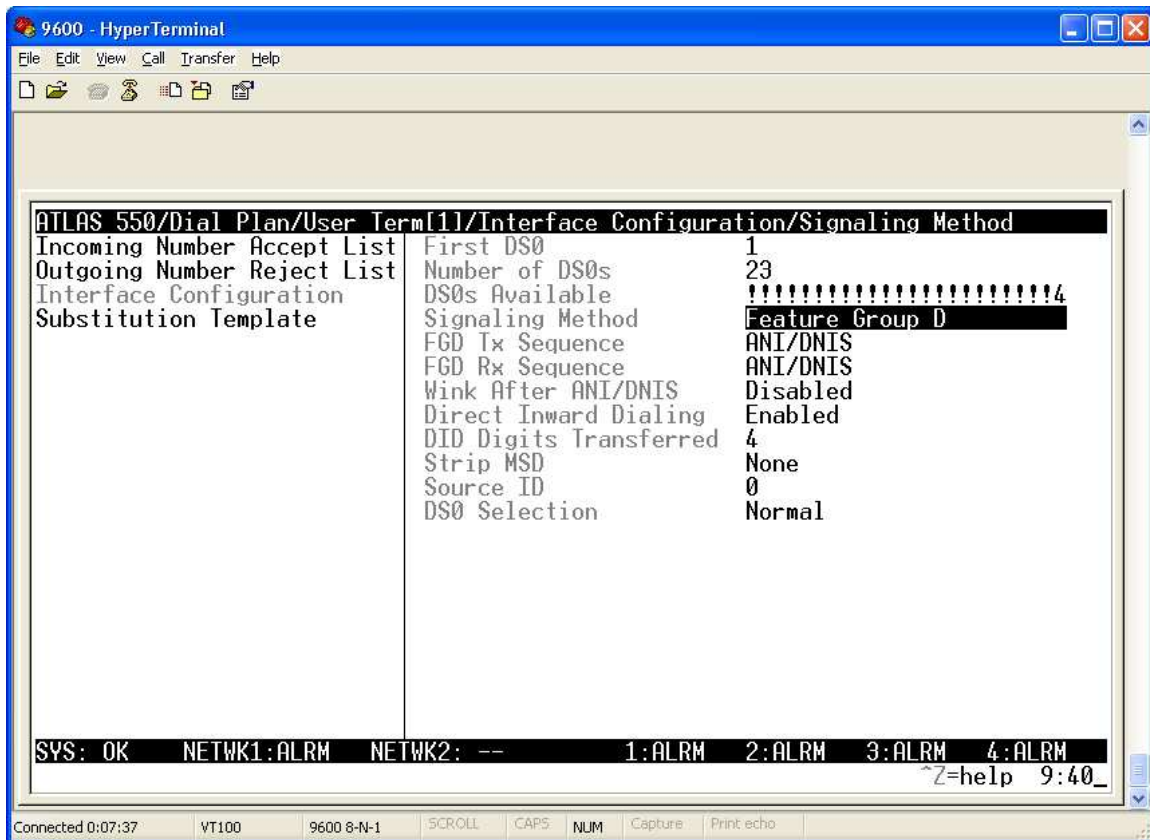 9600 - HyperTerminal
File Edit View Call Transfer Help
ATLAS 550/Dial Plan/User Term[1]/Interface Configuration/Signaling Method
Incoming Number Accept List First DS0 1
Outgoing Number Reject List Number of DS0s 23
Interface Configuration DS0s Available !!!!!!!!!!!!!!!!!!!!!!!4
Substitution Template Signaling Method Feature Group D
FGD Tx Sequence ANI/DNIS
FGD Rx Sequence ANI/DNIS
Wink After ANI/DNIS Disabled
Direct Inward Dialing Enabled
DID Digits Transferred 4
Strip MSD None
Source ID 0
DS0 Selection Normal
SYS: OK NETWK1:ALRM NETWK2: -- 1:ALRM 2:ALRM 3:ALRM 4:ALRM
^Z=help 9:40_
Connected 0:07:37 VT100 9600 8-N-1 SCROLL CAPS NUM Capture Print echo